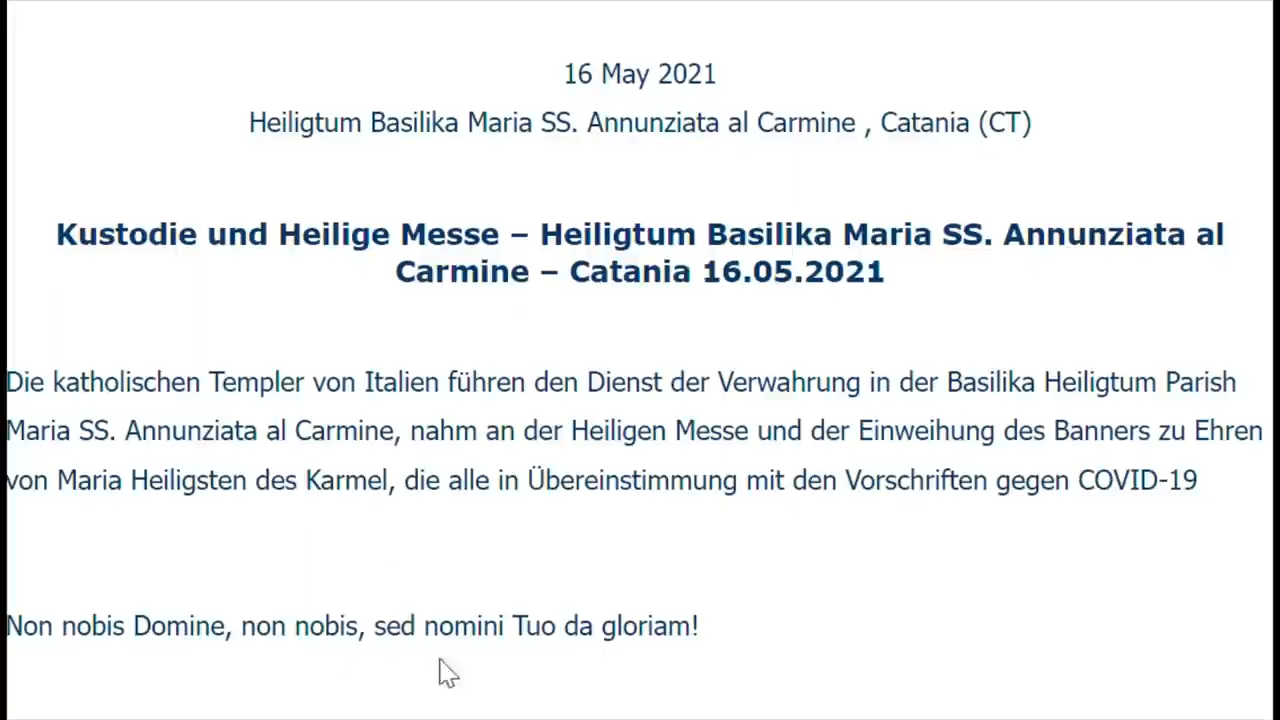 16 May 2021
Heiligtum Basilika Maria SS. Annunziata al Carmine , Catania (CT)
Kustodie und Heilige Messe – Heiligtum Basilika Maria SS. Annunziata al
Carmine – Catania 16.05.2021
Die katholischen Templer von Italien führen den Dienst der Verwahrung in der Basilika Heiligtum Parish
Maria SS. Annunziata al Carmine, nahm an der Heiligen Messe und der Einweihung des Banners zu Ehren
von Maria Heiligsten des Karmel, die alle in Übereinstimmung mit den Vorschriften gegen COVID-19
Non nobis Domine, non nobis, sed nomini Tuo da gloriam!